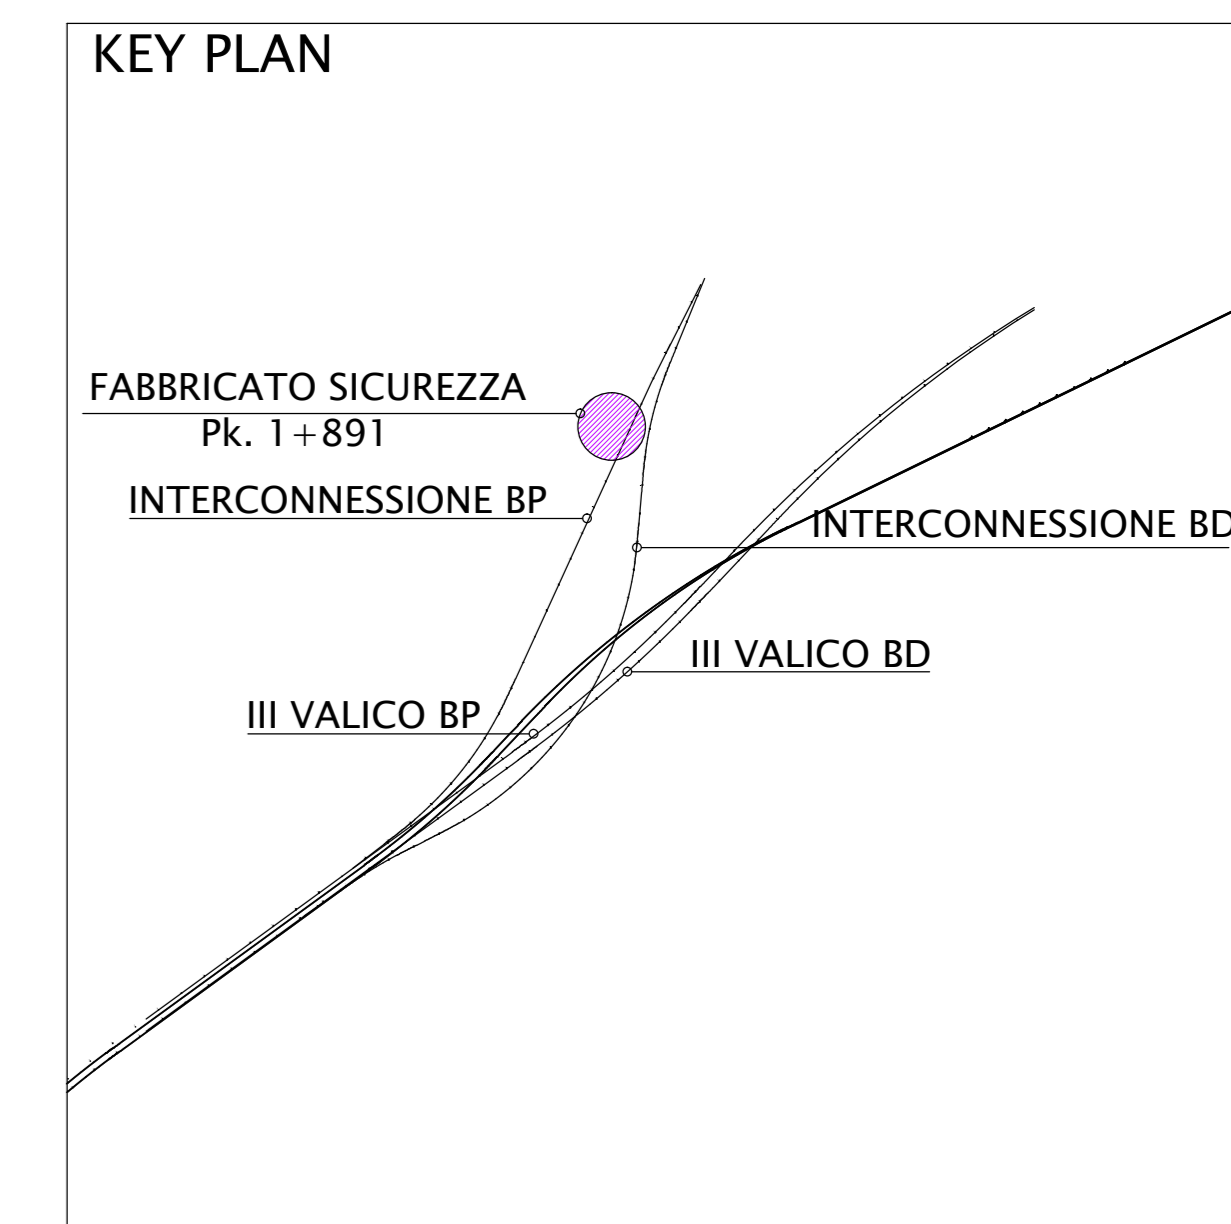 KEY PLAN
FABBRICATO SICUREZZA
Pk. 1+891
INTERCONNESSIONE BP
INTERCONNESSIONE BD
III VALICO BD
III VALICO BP